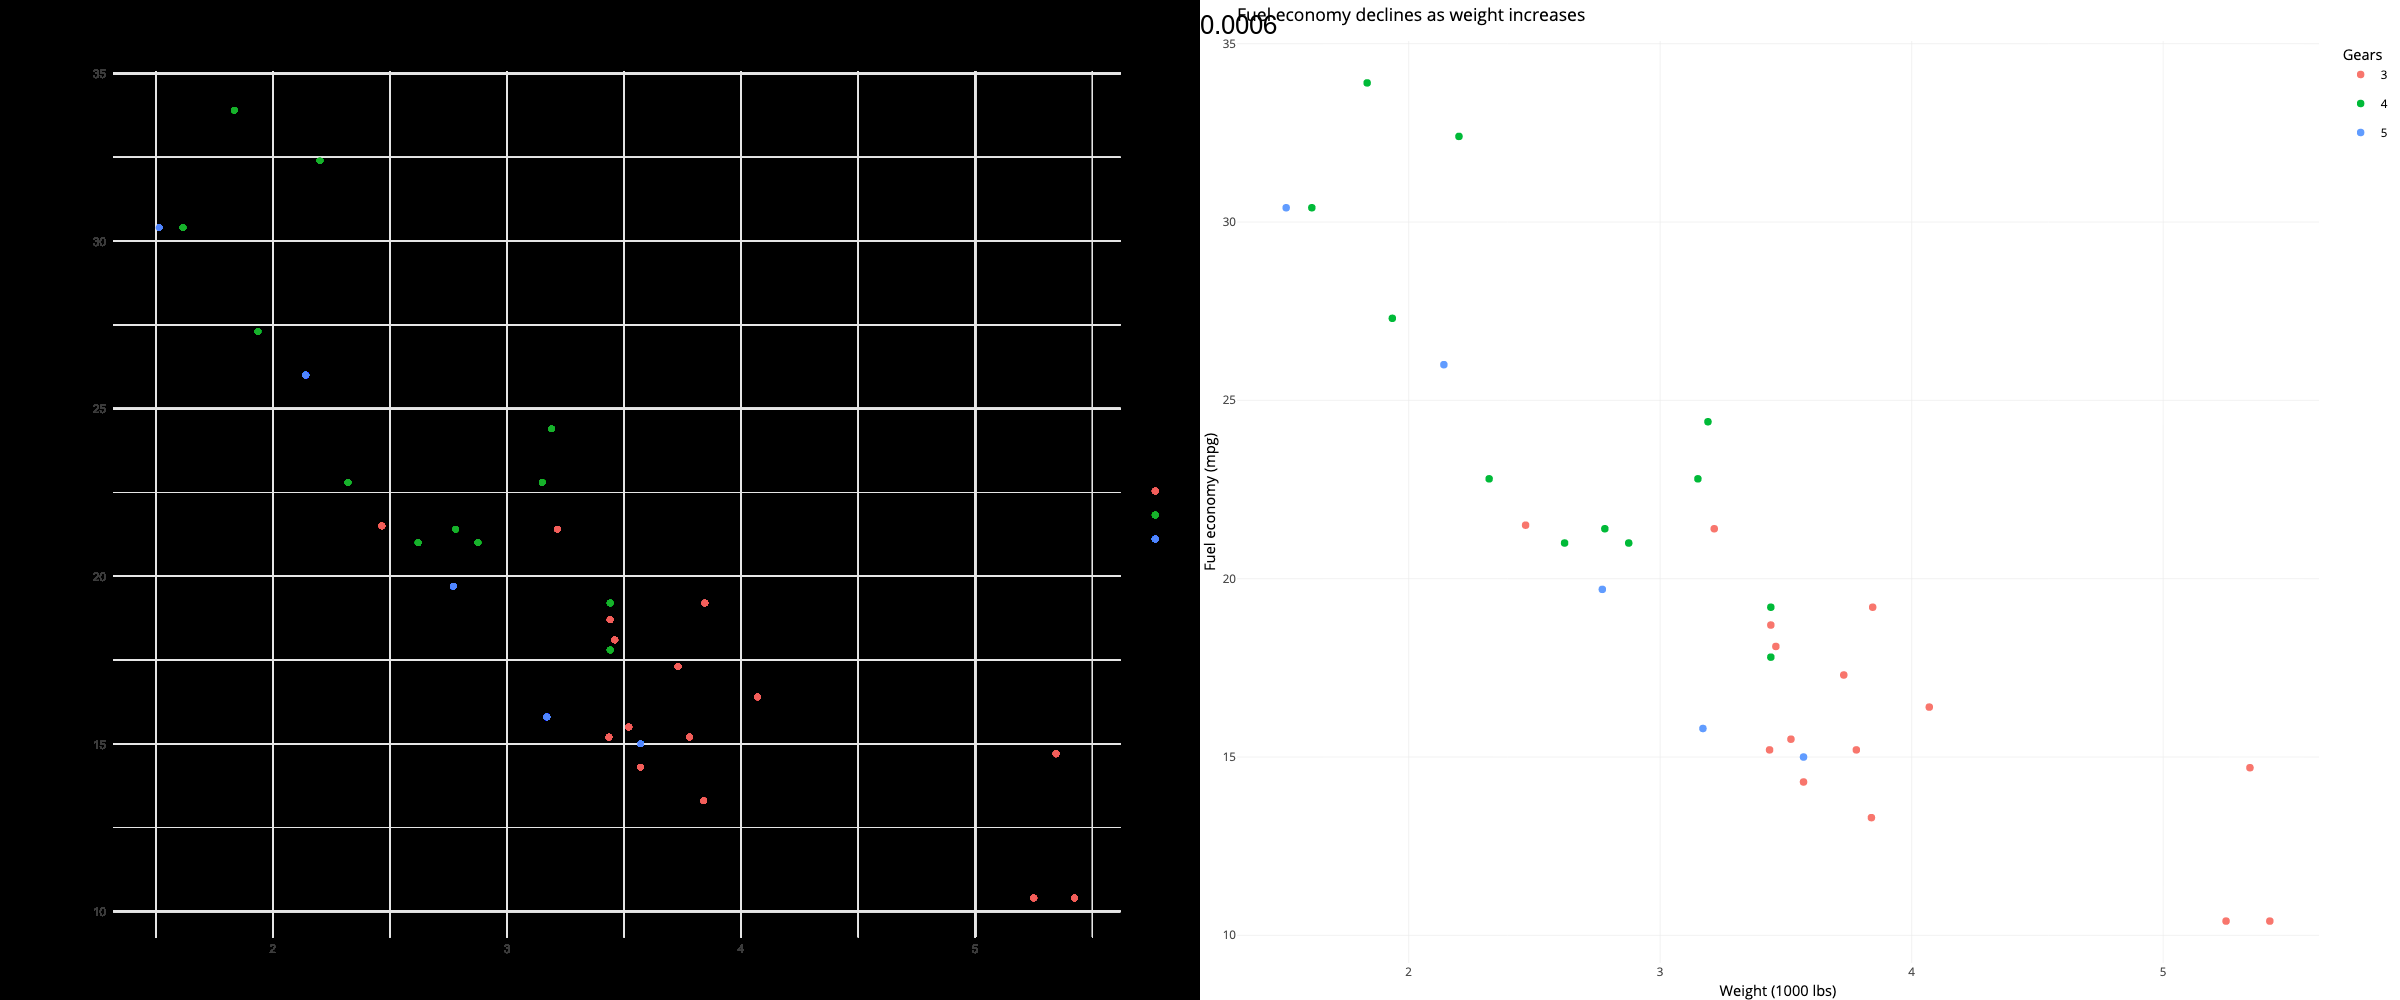 35
30
25
20
15
10
2 3 4 5
0.0006
Fuel economy declines as weight increases
35
30
25
20
15
10
Fuel economy (mpg)
2 3 4 5
Weight (1000 lbs)
Gears
3
4
5